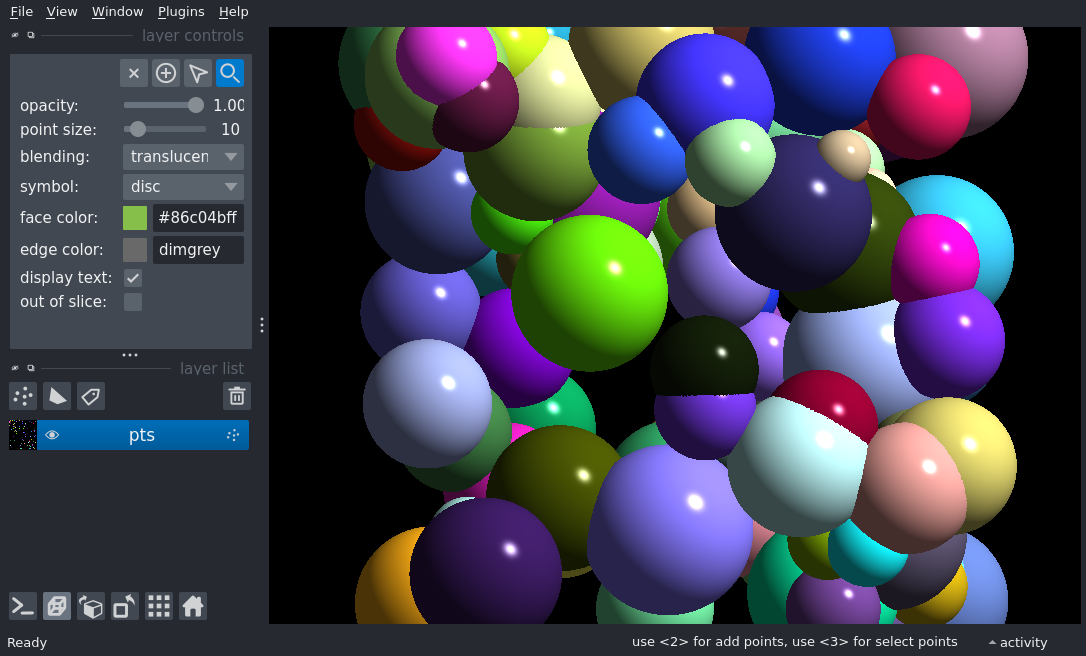 File View Window Plugins Help
layer controls
opacity: 1.00
point size: 10
blending: translucen
symbol: disc
face color: #86c04bff
edge color: dimgrey
display text:
out of slice:
layer list
pts
Ready use <2> for add points, use <3> for select points activity